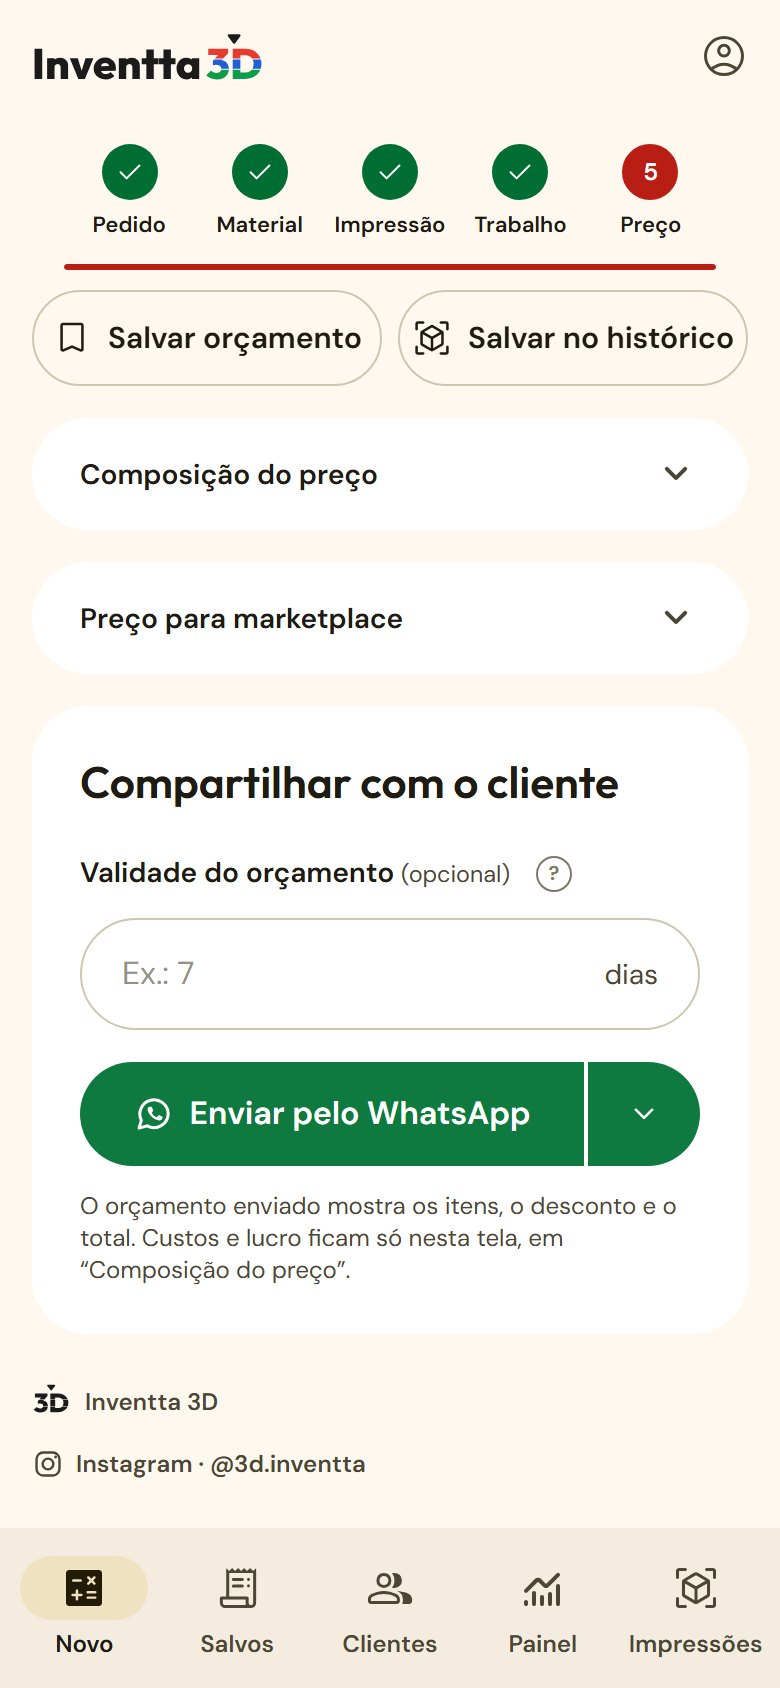 Inventta 3D
5
Pedido Material Impressão Trabalho Preço
Salvar orçamento
Salvar no histórico
Composição do preço
Preço para marketplace
Compartilhar com o cliente
Validade do orçamento (opcional) ?
Ex.: 7 dias
Enviar pelo WhatsApp
O orçamento enviado mostra os itens, o desconto e o
total. Custos e lucro ficam só nesta tela, em
“Composição do preço”.
3D Inventta 3D
Instagram · @3d.inventta
Novo Salvos Clientes Painel Impressões